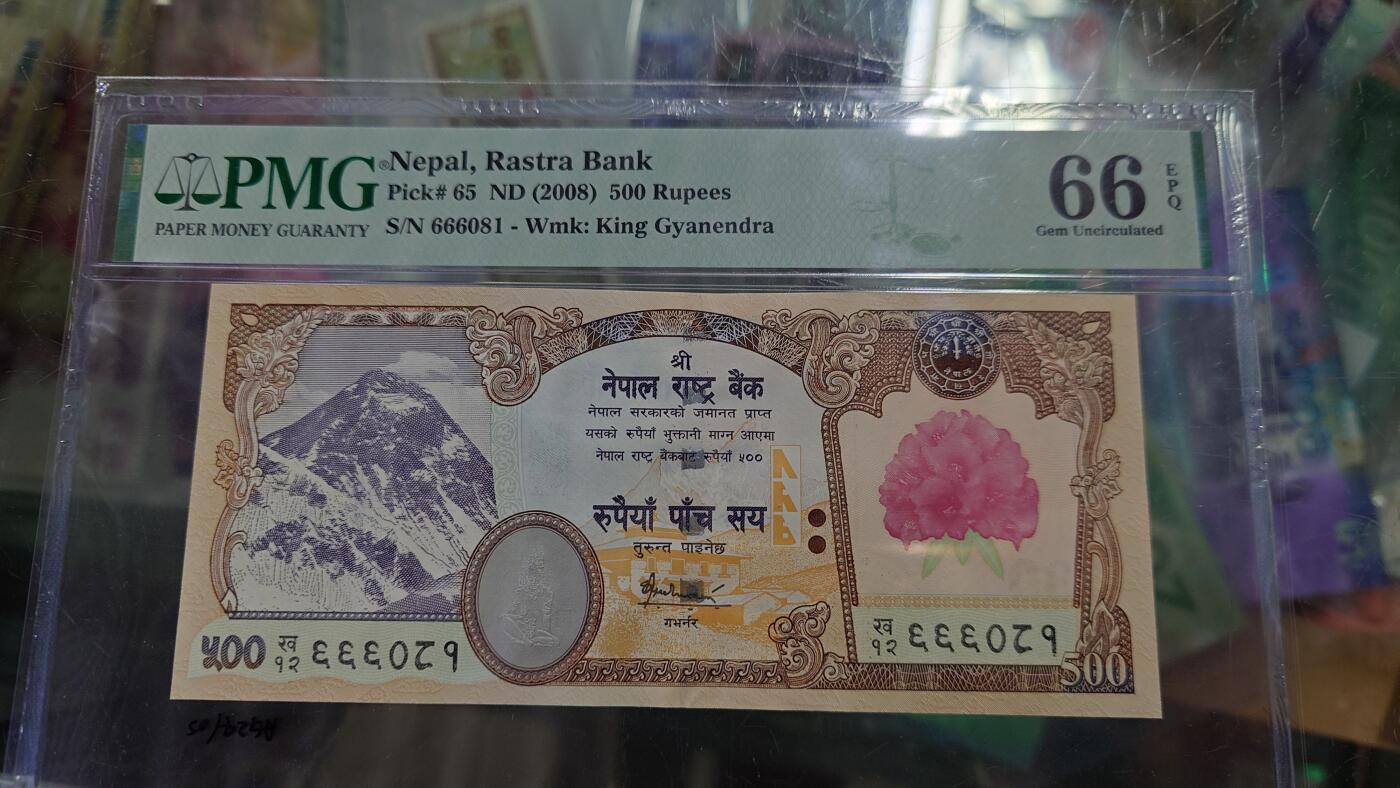 PMG®
PAPER MONEY GUARANTY
Nepal, Rastra Bank
Pick# 65 ND (2008) 500 Rupees
S/N 666081 - Wmk: King Gyanendra
66
EPQ
Gem Uncirculated
श्री
नेपाल राष्ट्र बैंक
नेपाल सरकारको जमानत प्राप्त
यसको रुपैयाँ भुक्तानी माग्न आएमा
नेपाल राष्ट्र बैंकबाट रूपैयाँ ५००
रुपैयाँ पाँच सय
तुरुन्त पाइनेछ
गभर्नर
NRB
५००
ख
१२
६६६०८१
ख
१२
६६६०८१
500